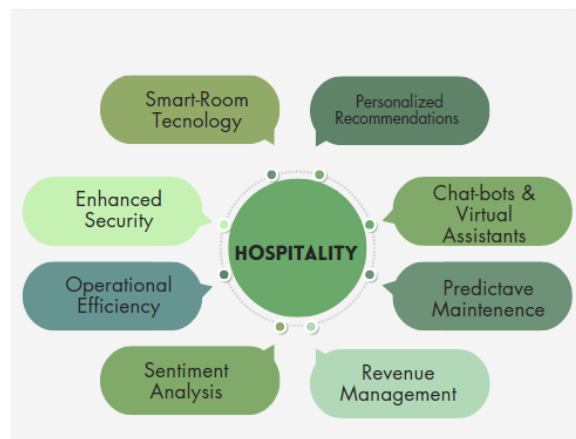 Smart-Room
Tecnology
Personalized
Recommendations
Enhanced
Security
Chat-bots &
Virtual
Assistants
HOSPITALITY
Operational
Efficiency
Predictave
Maintenence
Sentiment
Analysis
Revenue
Management